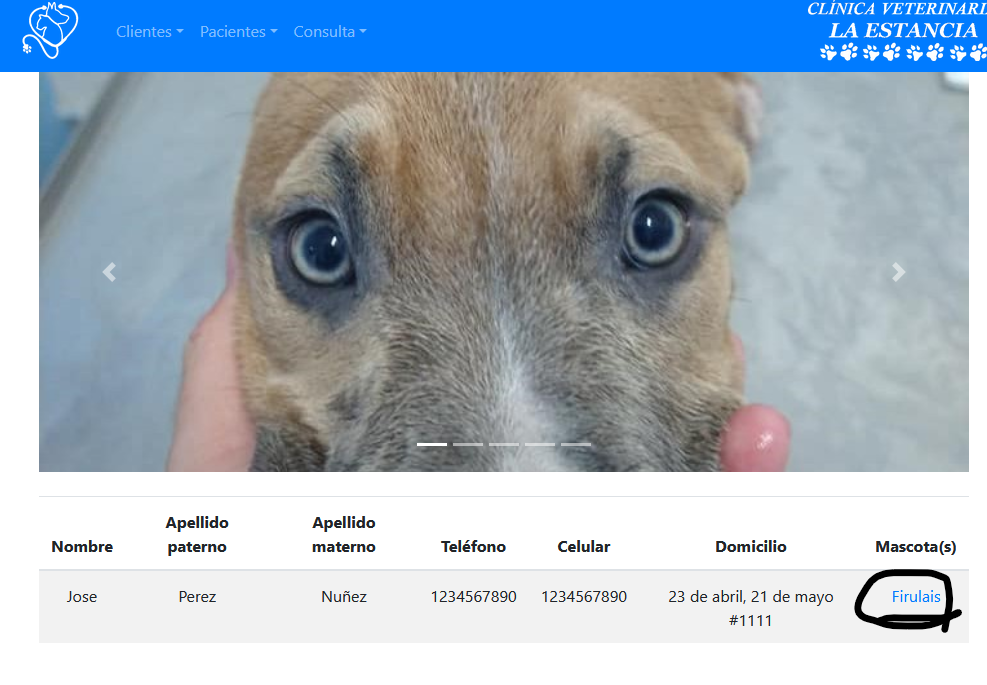 Clientes Pacientes Consulta
CLÍNICA VETERINARI
LA ESTANCIA
Nombre Apellido paterno Apellido materno Teléfono Celular Domicilio Mascota(s)
Jose Perez Nuñez 1234567890 1234567890 23 de abril, 21 de mayo #1111 Firulais